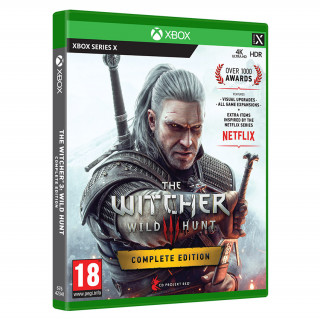 XBOX
XBOX SERIES X
4K
ULTRA HD
HDR
OVER 1000
AWARDS
FEATURES
- VISUAL UPGRADES -
- ALL GAME EXPANSIONS -
+
EXTRA ITEMS
INSPIRED BY THE
NETFLIX SERIES
NETFLIX
THE
WITCHER
III
WILD HUNT
COMPLETE EDITION
18
www.pegi.info
CD PROJEKT RED
THE WITCHER 3: WILD HUNT
COMPLETE EDITION